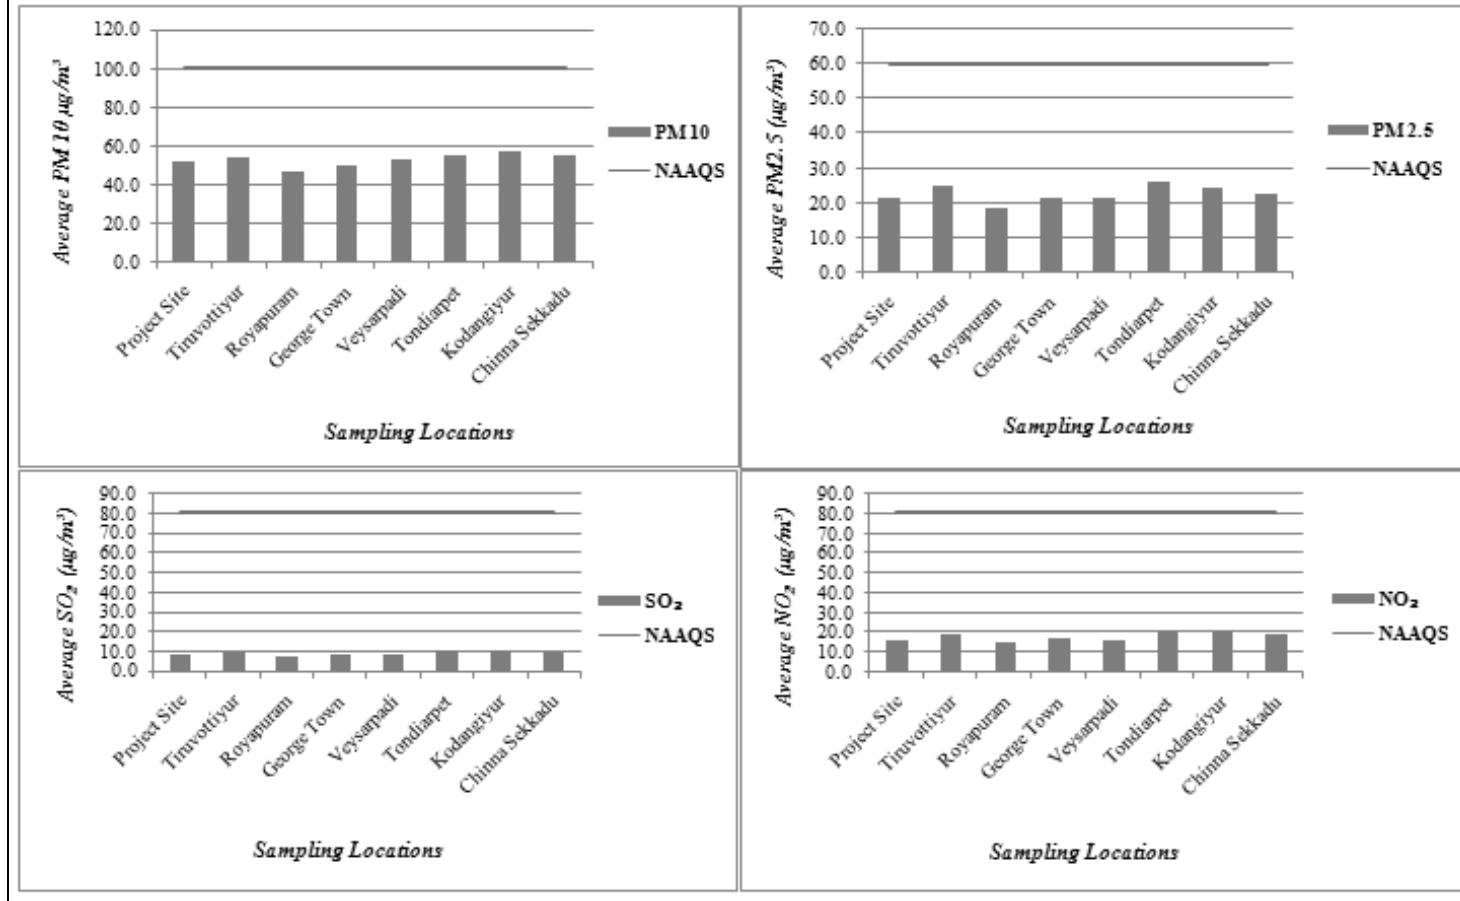 Average PM 10 µg/m³
120.0
100.0
80.0
60.0
40.0
20.0
0.0
Project Site
Tiruvottiyur
Royapuram
George Town
Veysarpadi
Tondiarpet
Kodangiyur
Chinna Sekkadu
Sampling Locations
PM 10
NAAQS
Average PM2.5 (µg/m³)
70.0
60.0
50.0
40.0
30.0
20.0
10.0
0.0
Project Site
Tiruvottiyur
Royapuram
George Town
Veysarpadi
Tondiarpet
Kodangiyur
Chinna Sekkadu
Sampling Locations
PM 2.5
NAAQS
Average SO₂ (µg/m³)
90.0
80.0
70.0
60.0
50.0
40.0
30.0
20.0
10.0
0.0
Project Site
Tiruvottiyur
Royapuram
George Town
Veysarpadi
Tondiarpet
Kodangiyur
Chinna Sekkadu
Sampling Locations
SO₂
NAAQS
Average NO₂ (µg/m³)
90.0
80.0
70.0
60.0
50.0
40.0
30.0
20.0
10.0
0.0
Project Site
Tiruvottiyur
Royapuram
George Town
Veysarpadi
Tondiarpet
Kodangiyur
Chinna Sekkadu
Sampling Locations
NO₂
NAAQS